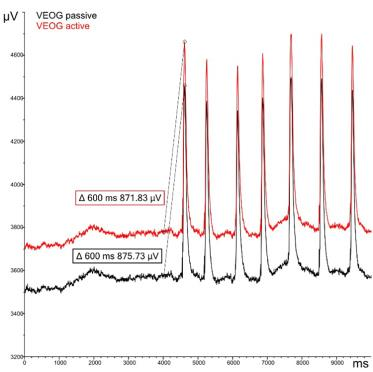 µV
VEOG passive
VEOG active
4600
4400
4200
4000
Δ 600 ms 871.83 µV
3800
Δ 600 ms 875.73 µV
3600
3400
3200
0 1000 2000 3000 4000 5000 6000 7000 8000 9000
ms